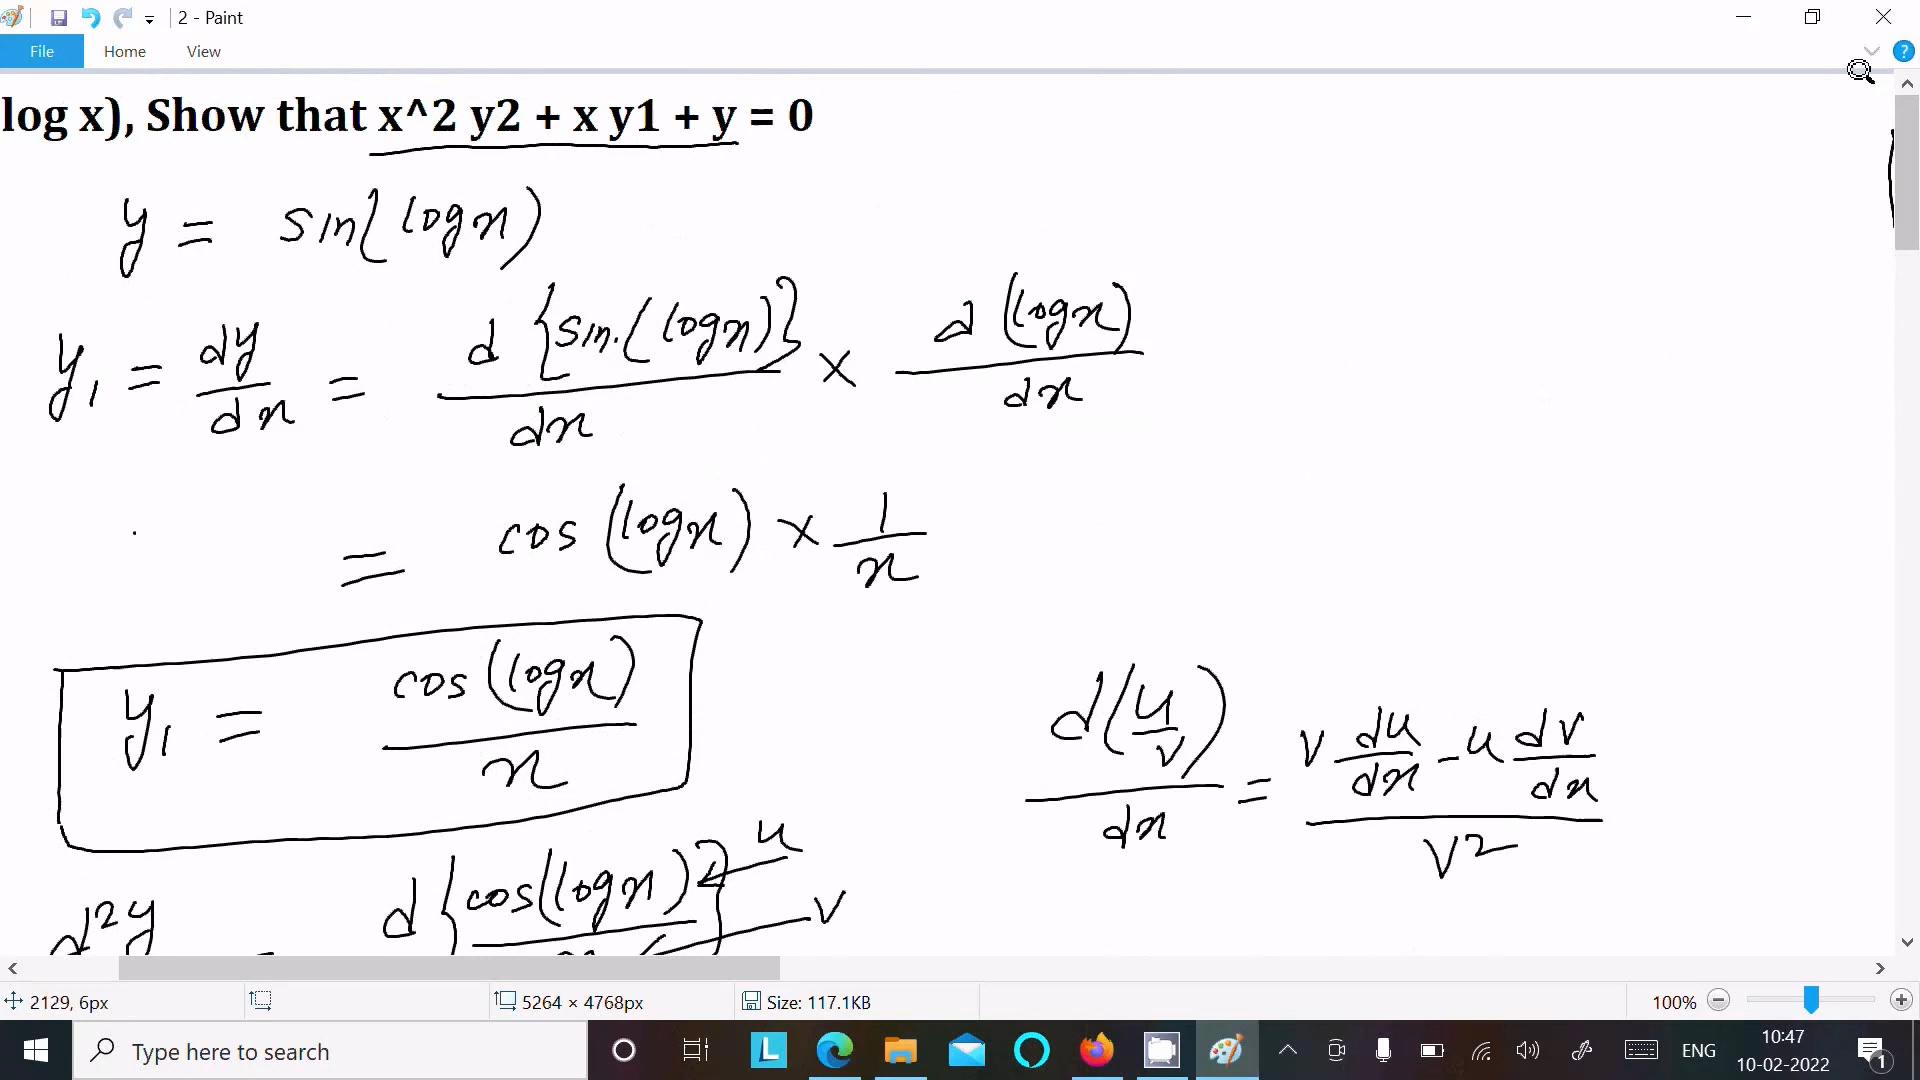 2 - Paint
File Home View
log x), Show that x^2 y2 + x y1 + y = 0
y = sin(logx)
y₁ = dy/dx = d{sin.(logx)}/dx × d(logx)/dx
= cos(logx) × 1/x
y₁ = cos(logx)/x
d(u/v)/dx = (v du/dx - u dv/dx)/v²
u
d²y = d{cos(logx)
v
2129, 6px
5264 × 4768px
Size: 117.1KB
100%
Type here to search
L
ENG
10:47
10-02-2022
1